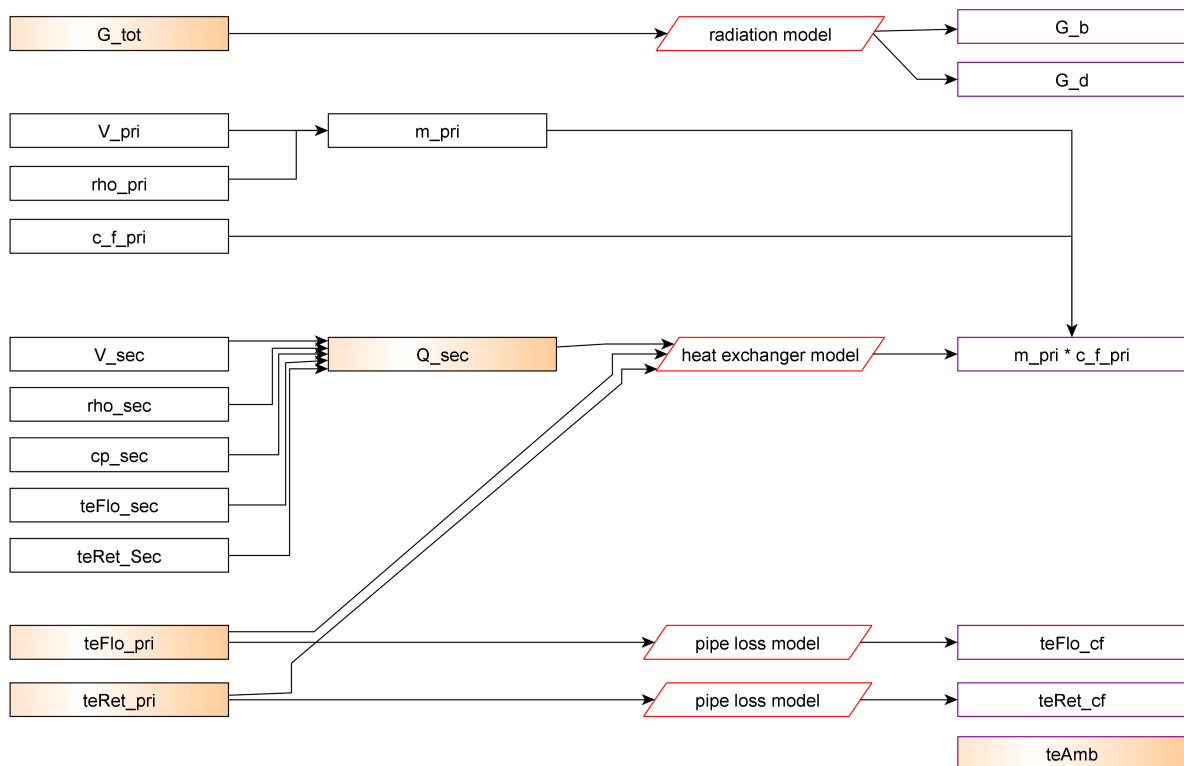 G_tot
radiation model
G_b
G_d
V_pri
m_pri
rho_pri
c_f_pri
V_sec
Q_sec
heat exchanger model
m_pri * c_f_pri
rho_sec
cp_sec
teFlo_sec
teRet_Sec
teFlo_pri
pipe loss model
teFlo_cf
teRet_pri
pipe loss model
teRet_cf
teAmb